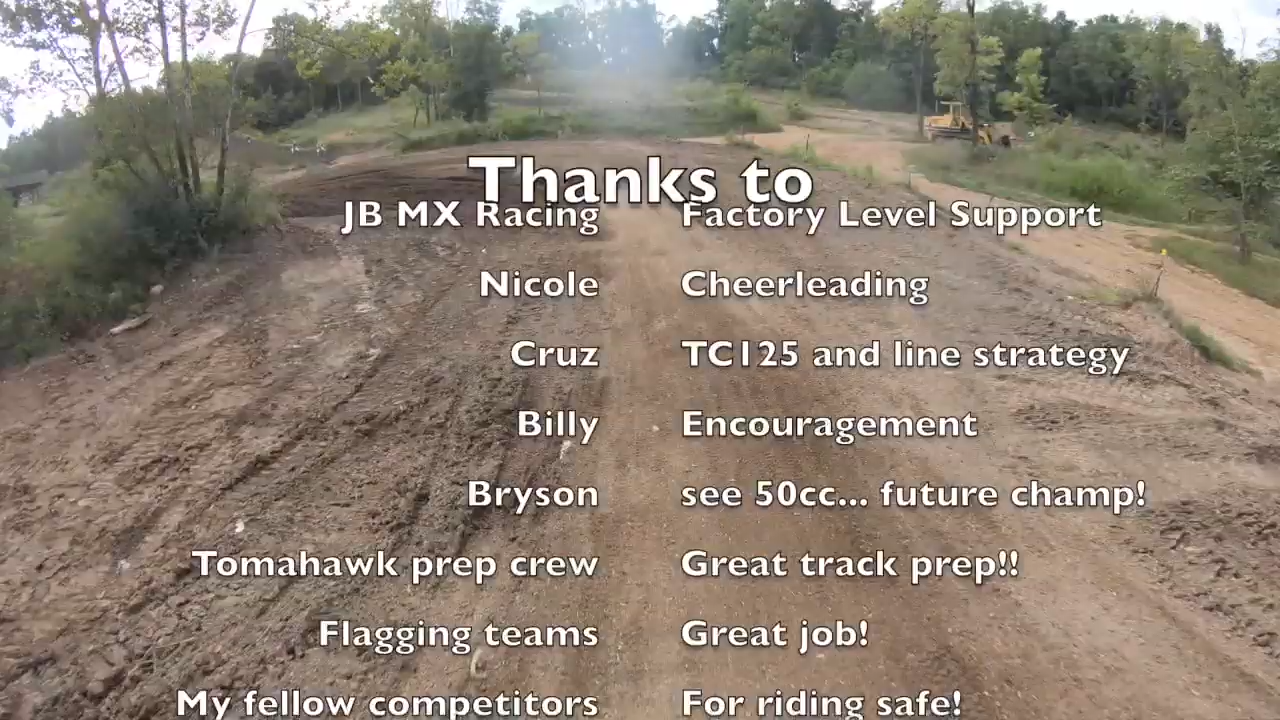 Thanks to
JB MX Racing Factory Level Support
Nicole Cheerleading
Cruz TC125 and line strategy
Billy Encouragement
Bryson see 50cc... future champ!
Tomahawk prep crew Great track prep!!
Flagging teams Great job!
My fellow competitors For riding safe!